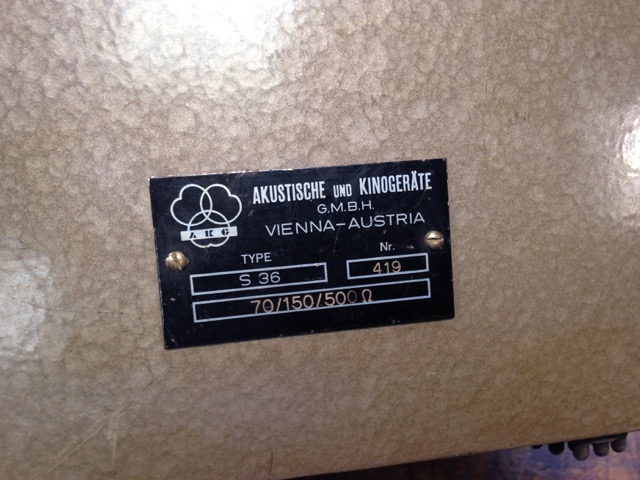 AKG
AKUSTISCHE UND KINOGERÄTE
G.M.B.H.
VIENNA-AUSTRIA
TYPE Nr.
S 36 419
70/150/500 Ω